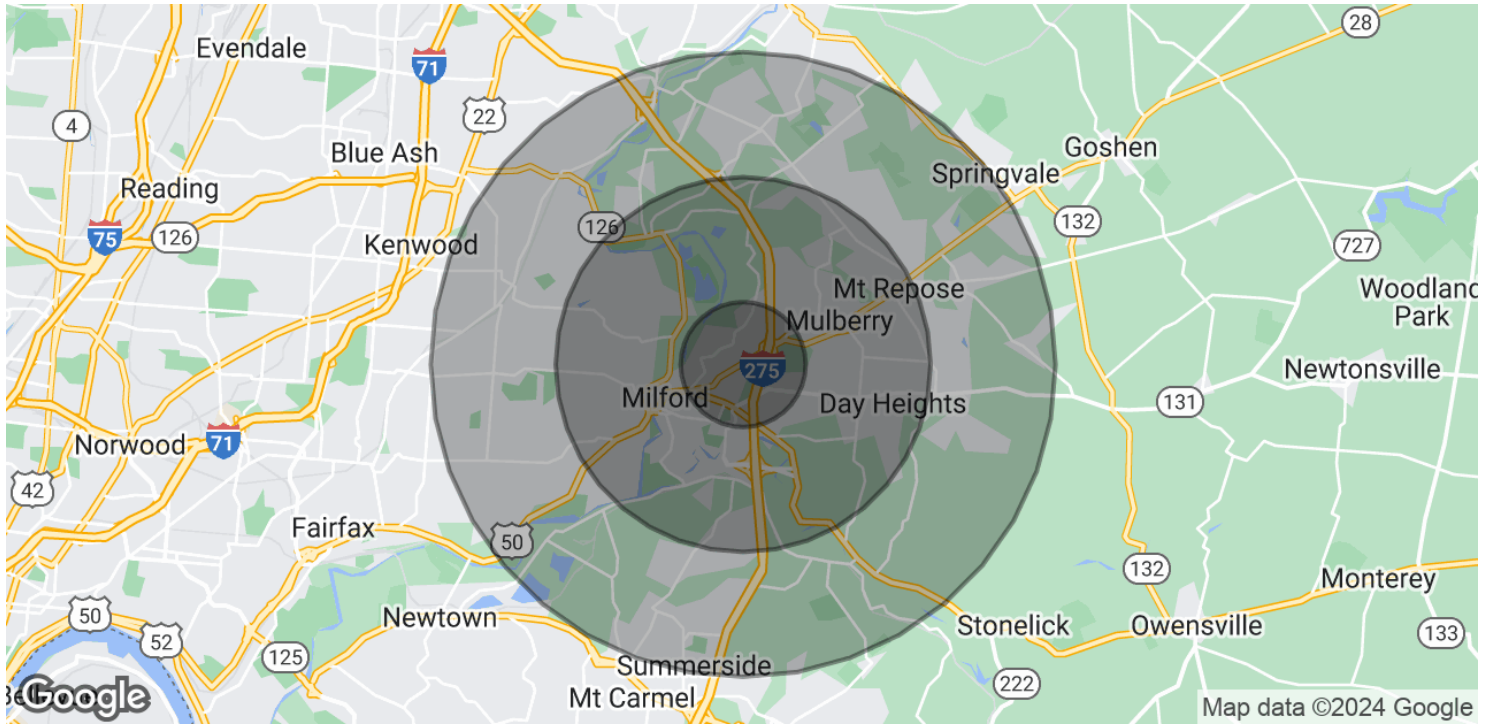 28
Evendale
71
22
4
Blue Ash
Goshen
Springvale
Reading
126
132
75
126
Kenwood
727
Mt Repose
Woodland
Park
Mulberry
275
Newtonsville
Milford
Day Heights
131
Norwood
71
42
Fairfax
50
132
Monterey
50
Newtown
Stonelick
Owensville
133
52
125
Summerside
222
Mt Carmel
Google
Map data ©2024 Google